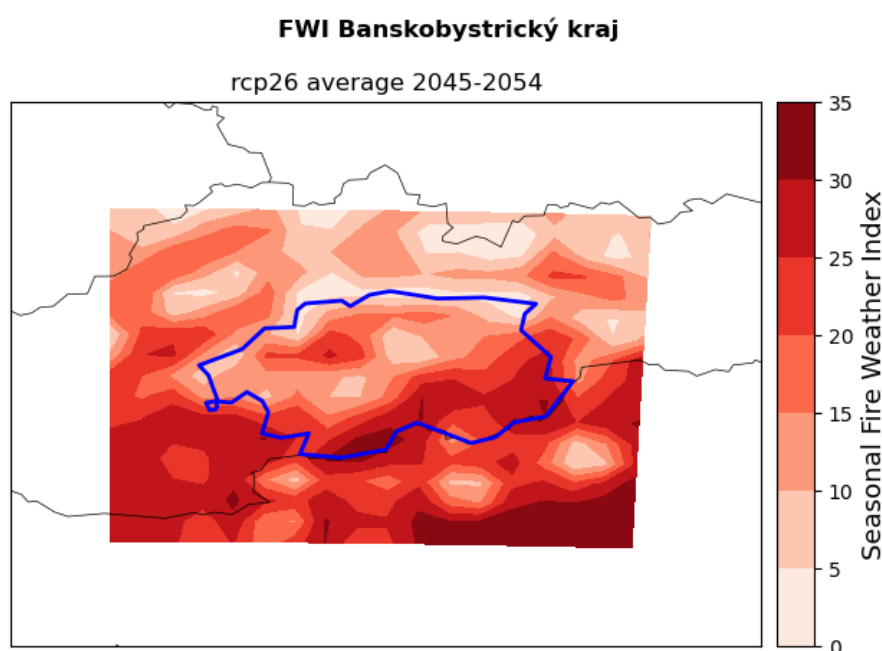 FWI Banskobystrický kraj
rcp26 average 2045-2054
35
30
25
20
15
10
5
0
Seasonal Fire Weather Index